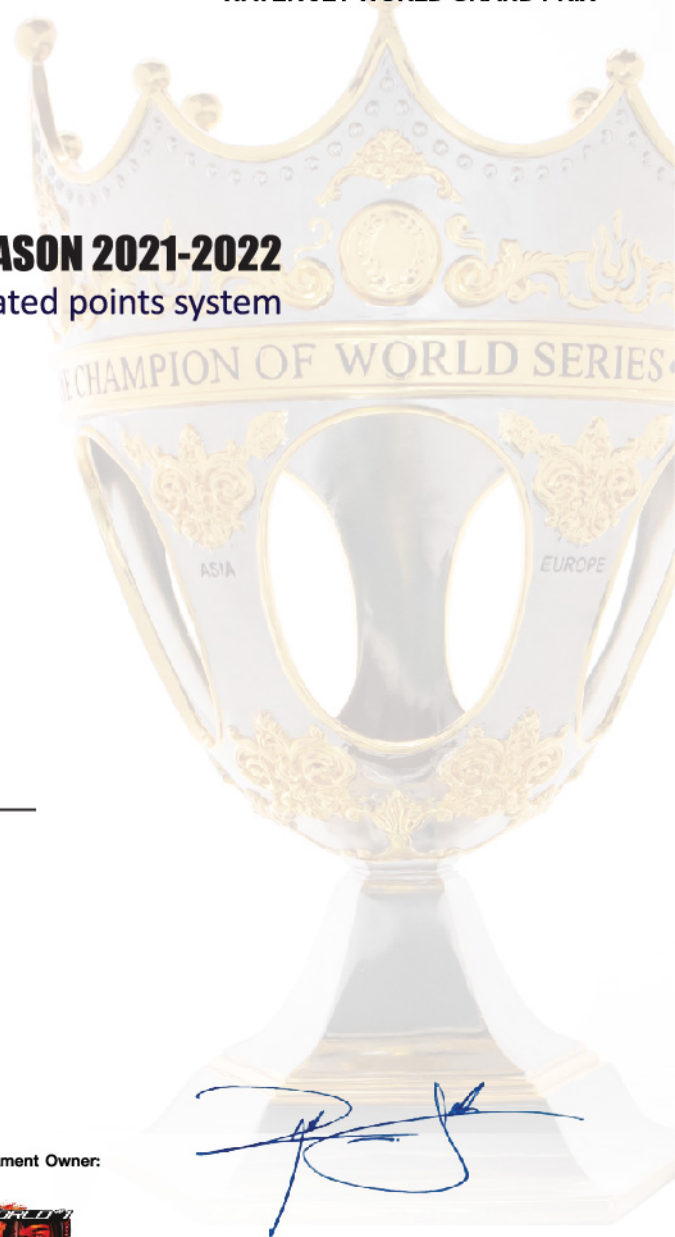 ASON 2021-2022
ated points system
CHAMPION OF WORLD SERIES
ASIA
EUROPE
ment Owner: